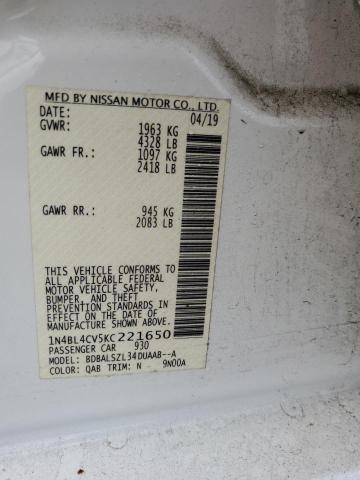 MFD BY NISSAN MOTOR CO., LTD.
DATE: 04/19
GVWR: 1963 KG
4328 LB
GAWR FR.: 1097 KG
2418 LB
GAWR RR.: 945 KG
2083 LB
THIS VEHICLE CONFORMS TO
ALL APPLICABLE FEDERAL
MOTOR VEHICLE SAFETY,
BUMPER, AND THEFT
PREVENTION STANDARDS IN
EFFECT ON THE DATE OF
MANUFACTURE SHOWN ABOVE.
1N4BL4CV5KC221650
PASSENGER CAR 930
MODEL: BDBALSZL34DUAAB--A
COLOR: QAB TRIM: N 9N00A